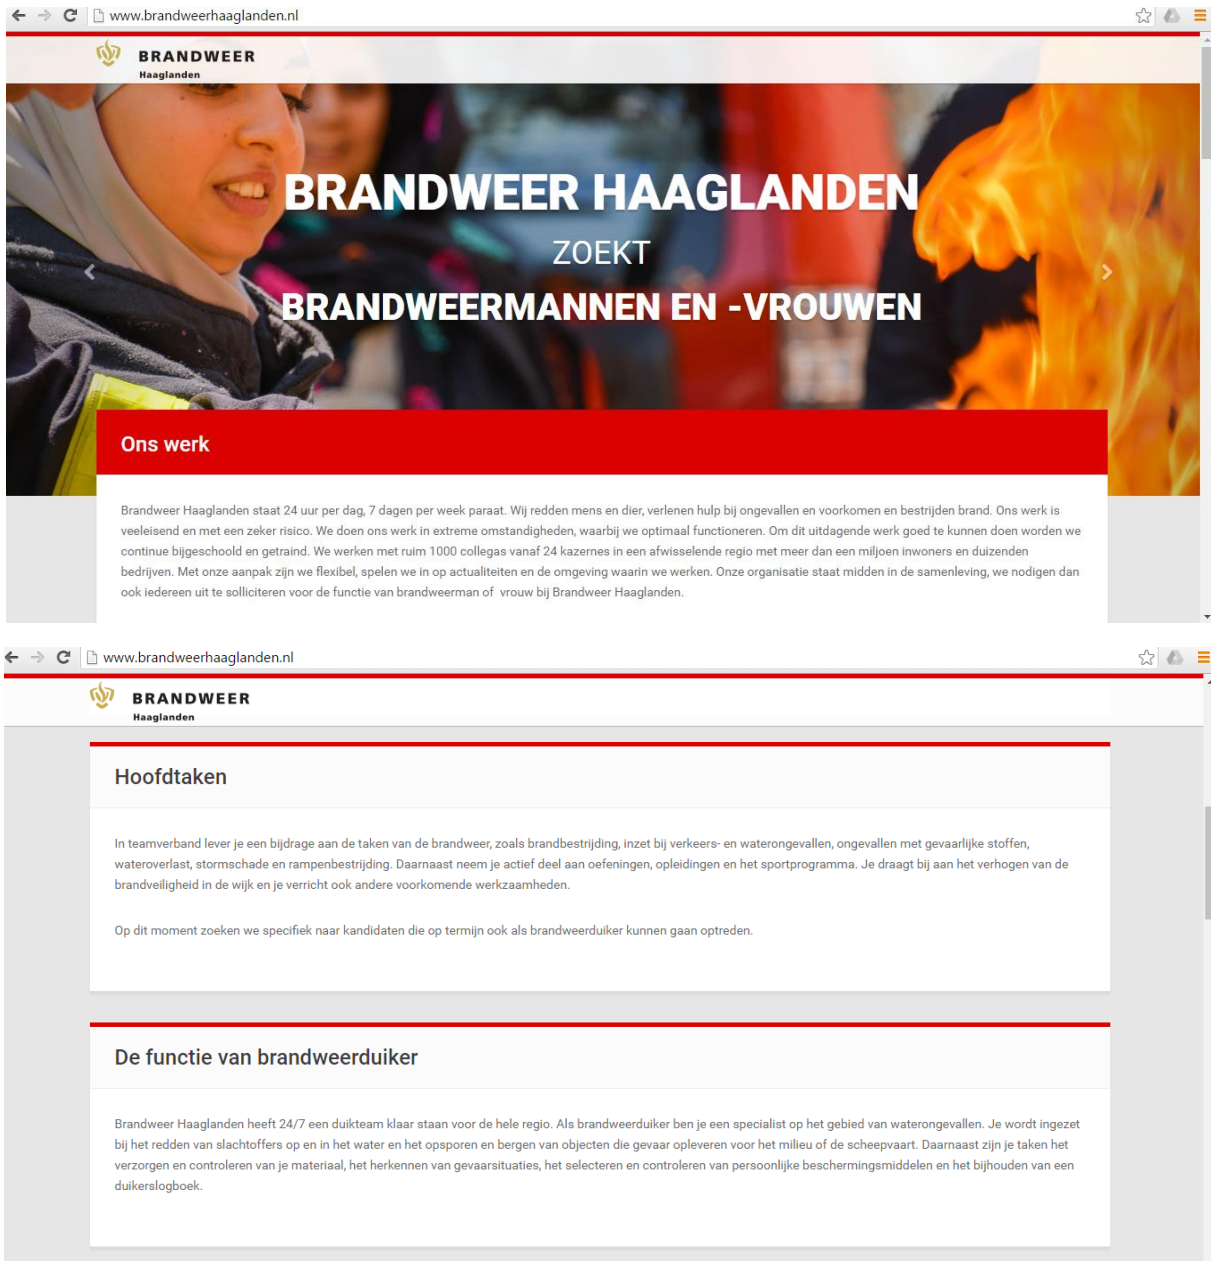 www.brandweerhaaglanden.nl
BRANDWEER
Haaglanden
BRANDWEER HAAGLANDEN
ZOEKT
BRANDWEERMANNEN EN -VROUWEN
Ons werk
Brandweer Haaglanden staat 24 uur per dag, 7 dagen per week paraat. Wij redden mens en dier, verlenen hulp bij ongevallen en voorkomen en bestrijden brand. Ons werk is
veeleisend en met een zeker risico. We doen ons werk in extreme omstandigheden, waarbij we optimaal functioneren. Om dit uitdagende werk goed te kunnen doen worden we
continue bijgeschoold en getraind. We werken met ruim 1000 collegas vanaf 24 kazernes in een afwisselende regio met meer dan een miljoen inwoners en duizenden
bedrijven. Met onze aanpak zijn we flexibel, spelen we in op actualiteiten en de omgeving waarin we werken. Onze organisatie staat midden in de samenleving, we nodigen dan
ook iedereen uit te solliciteren voor de functie van brandweerman of vrouw bij Brandweer Haaglanden.
www.brandweerhaaglanden.nl
BRANDWEER
Haaglanden
Hoofdtaken
In teamverband lever je een bijdrage aan de taken van de brandweer, zoals brandbestrijding, inzet bij verkeers- en waterongevallen, ongevallen met gevaarlijke stoffen,
wateroverlast, stormschade en rampenbestrijding. Daarnaast neem je actief deel aan oefeningen, opleidingen en het sportprogramma. Je draagt bij aan het verhogen van de
brandveiligheid in de wijk en je verricht ook andere voorkomende werkzaamheden.
Op dit moment zoeken we specifiek naar kandidaten die op termijn ook als brandweerduiker kunnen gaan optreden.
De functie van brandweerduiker
Brandweer Haaglanden heeft 24/7 een duikteam klaar staan voor de hele regio. Als brandweerduiker ben je een specialist op het gebied van waterongevallen. Je wordt ingezet
bij het redden van slachtoffers op en in het water en het opsporen en bergen van objecten die gevaar opleveren voor het milieu of de scheepvaart. Daarnaast zijn je taken het
verzorgen en controleren van je materiaal, het herkennen van gevaarsituaties, het selecteren en controleren van persoonlijke beschermingsmiddelen en het bijhouden van een
duikerslogboek.